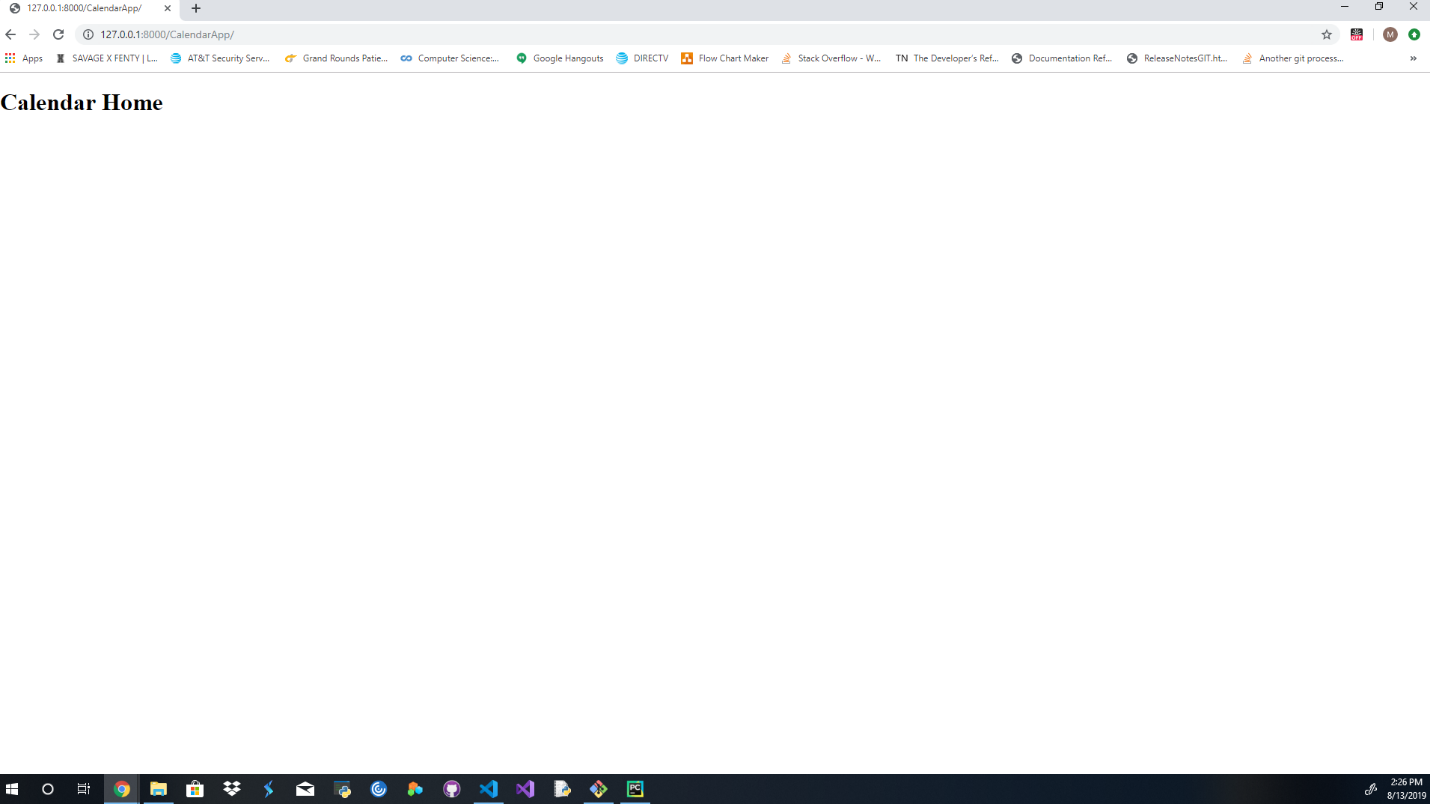 127.0.0.1:8000/CalendarApp/
127.0.0.1:8000/CalendarApp/
OFF
M
Apps
SAVAGE X FENTY | L...
AT&T Security Serv...
Grand Rounds Patie...
Computer Science:...
Google Hangouts
DIRECTV
Flow Chart Maker
Stack Overflow - W...
TN The Developer's Ref...
Documentation Ref...
ReleaseNotesGIT.ht...
Another git process...
»
Calendar Home
PC
2:26 PM
8/13/2019